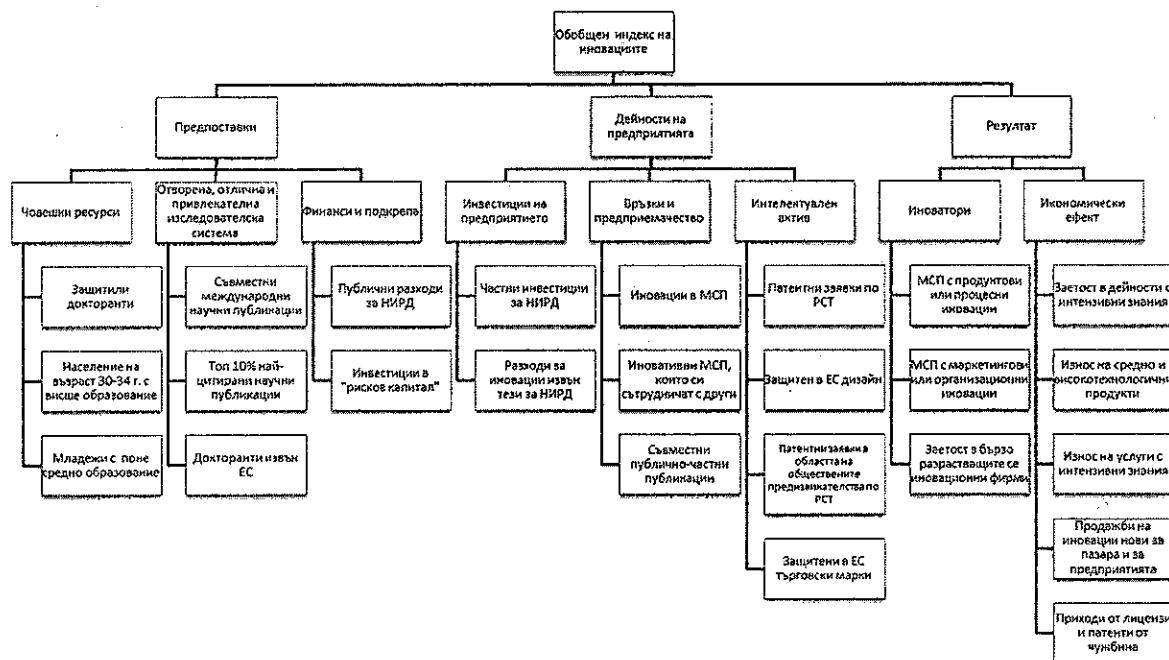 Обобщен индекс на
иновациите
Предпоставки
Дейности на
предприятията
Резултат
Човешки ресурси
Отворена, отлична и
привлекателна
изследователска
система
Финанси и подкрепа
Инвестиции на
предприятието
Връзки и
предприемачество
Интелектуален
актив
Иноватори
Икономически
ефект
Защитили
докторанти
Съвместни
международни
научни публикации
Публични разходи
за НИРД
Частни инвестиции
за НИРД
Иновации в МСП
Патентни заявки по
РСТ
МСП с продуктови
или процесни
иновации
Заетост в дейности с
интензивни знания
Население на
възраст 30-34 г. с
висше образование
Топ 10% най-
цитирани научни
публикации
Инвестиции в
"рисков капитал"
Разходи за
иновации извън
тези за НИРД
Иновативни МСП,
които си
сътрудничат с други
Защитен в ЕС дизайн
МСП с маркетингови
или организационни
иновации
Износ на средно и
високотехнологични
продукти
Младежи с поне
средно образование
Докторанти извън
ЕС
Съвместни
публично-частни
публикации
Патентни заявки в
областта на
обществените
предизвикателства по
РСТ
Заетост в бързо
разрастващите се
иновационни фирми
Износ на услуги с
интензивни знания
Защитени в ЕС
търговски марки
Продажби на
иновации нови за
пазара и за
предприятията
Приходи от лицензи
и патенти от
чужбина